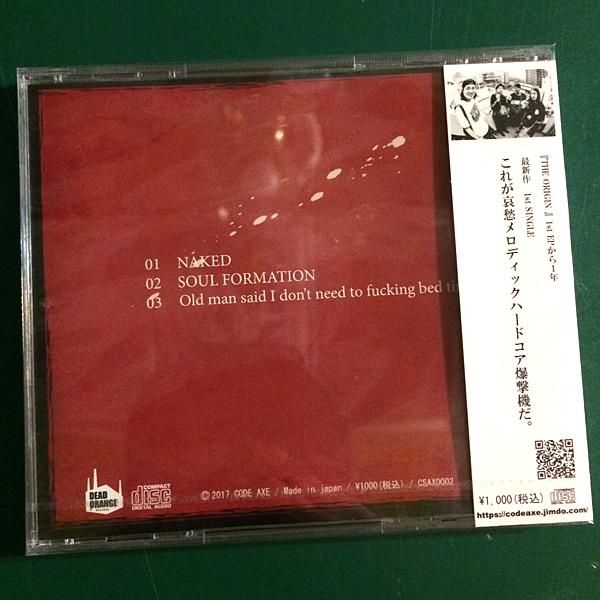 01 NAKED
02 SOUL FORMATION
03 Old man said I don't need to fucking bed
DEAD
ORANGE
RECORDS
COMPACT
disc
DIGITAL AUDIO
©2017 CODE AXE / Made in japan / ¥1000(税込) / CSAX0002
『THE ORIGIN』1st EPから1年
最新作 1st SINGLE
これが哀愁メロディックハードコア爆撃機だ。
¥1,000(税込)
disc
https://codeaxe.jimdo.com/